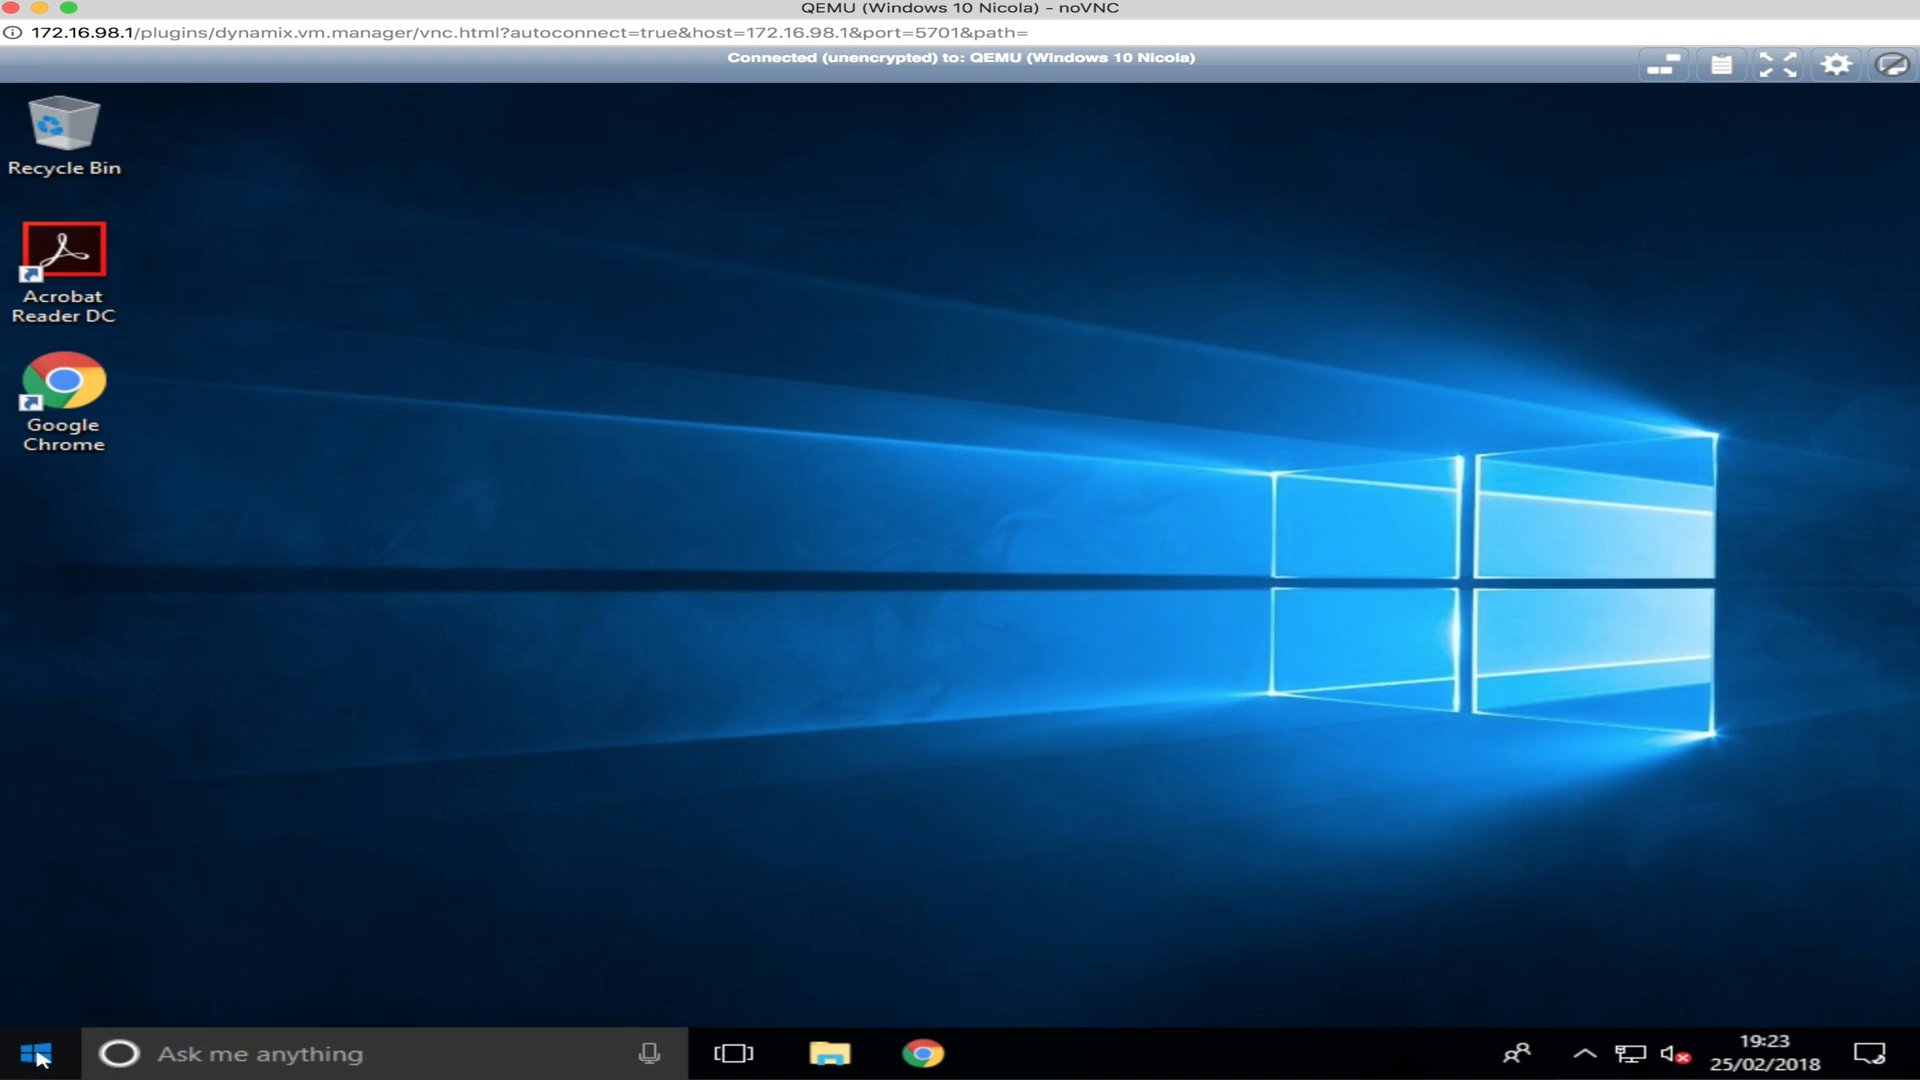 QEMU (Windows 10 Nicola) - noVNC
172.16.98.1/plugins/dynamix.vm.manager/vnc.html?autoconnect=true&host=172.16.98.1&port=5701&path=
Connected (unencrypted) to: QEMU (Windows 10 Nicola)
Recycle Bin
Acrobat
Reader DC
Google
Chrome
Ask me anything
19:23
25/02/2018